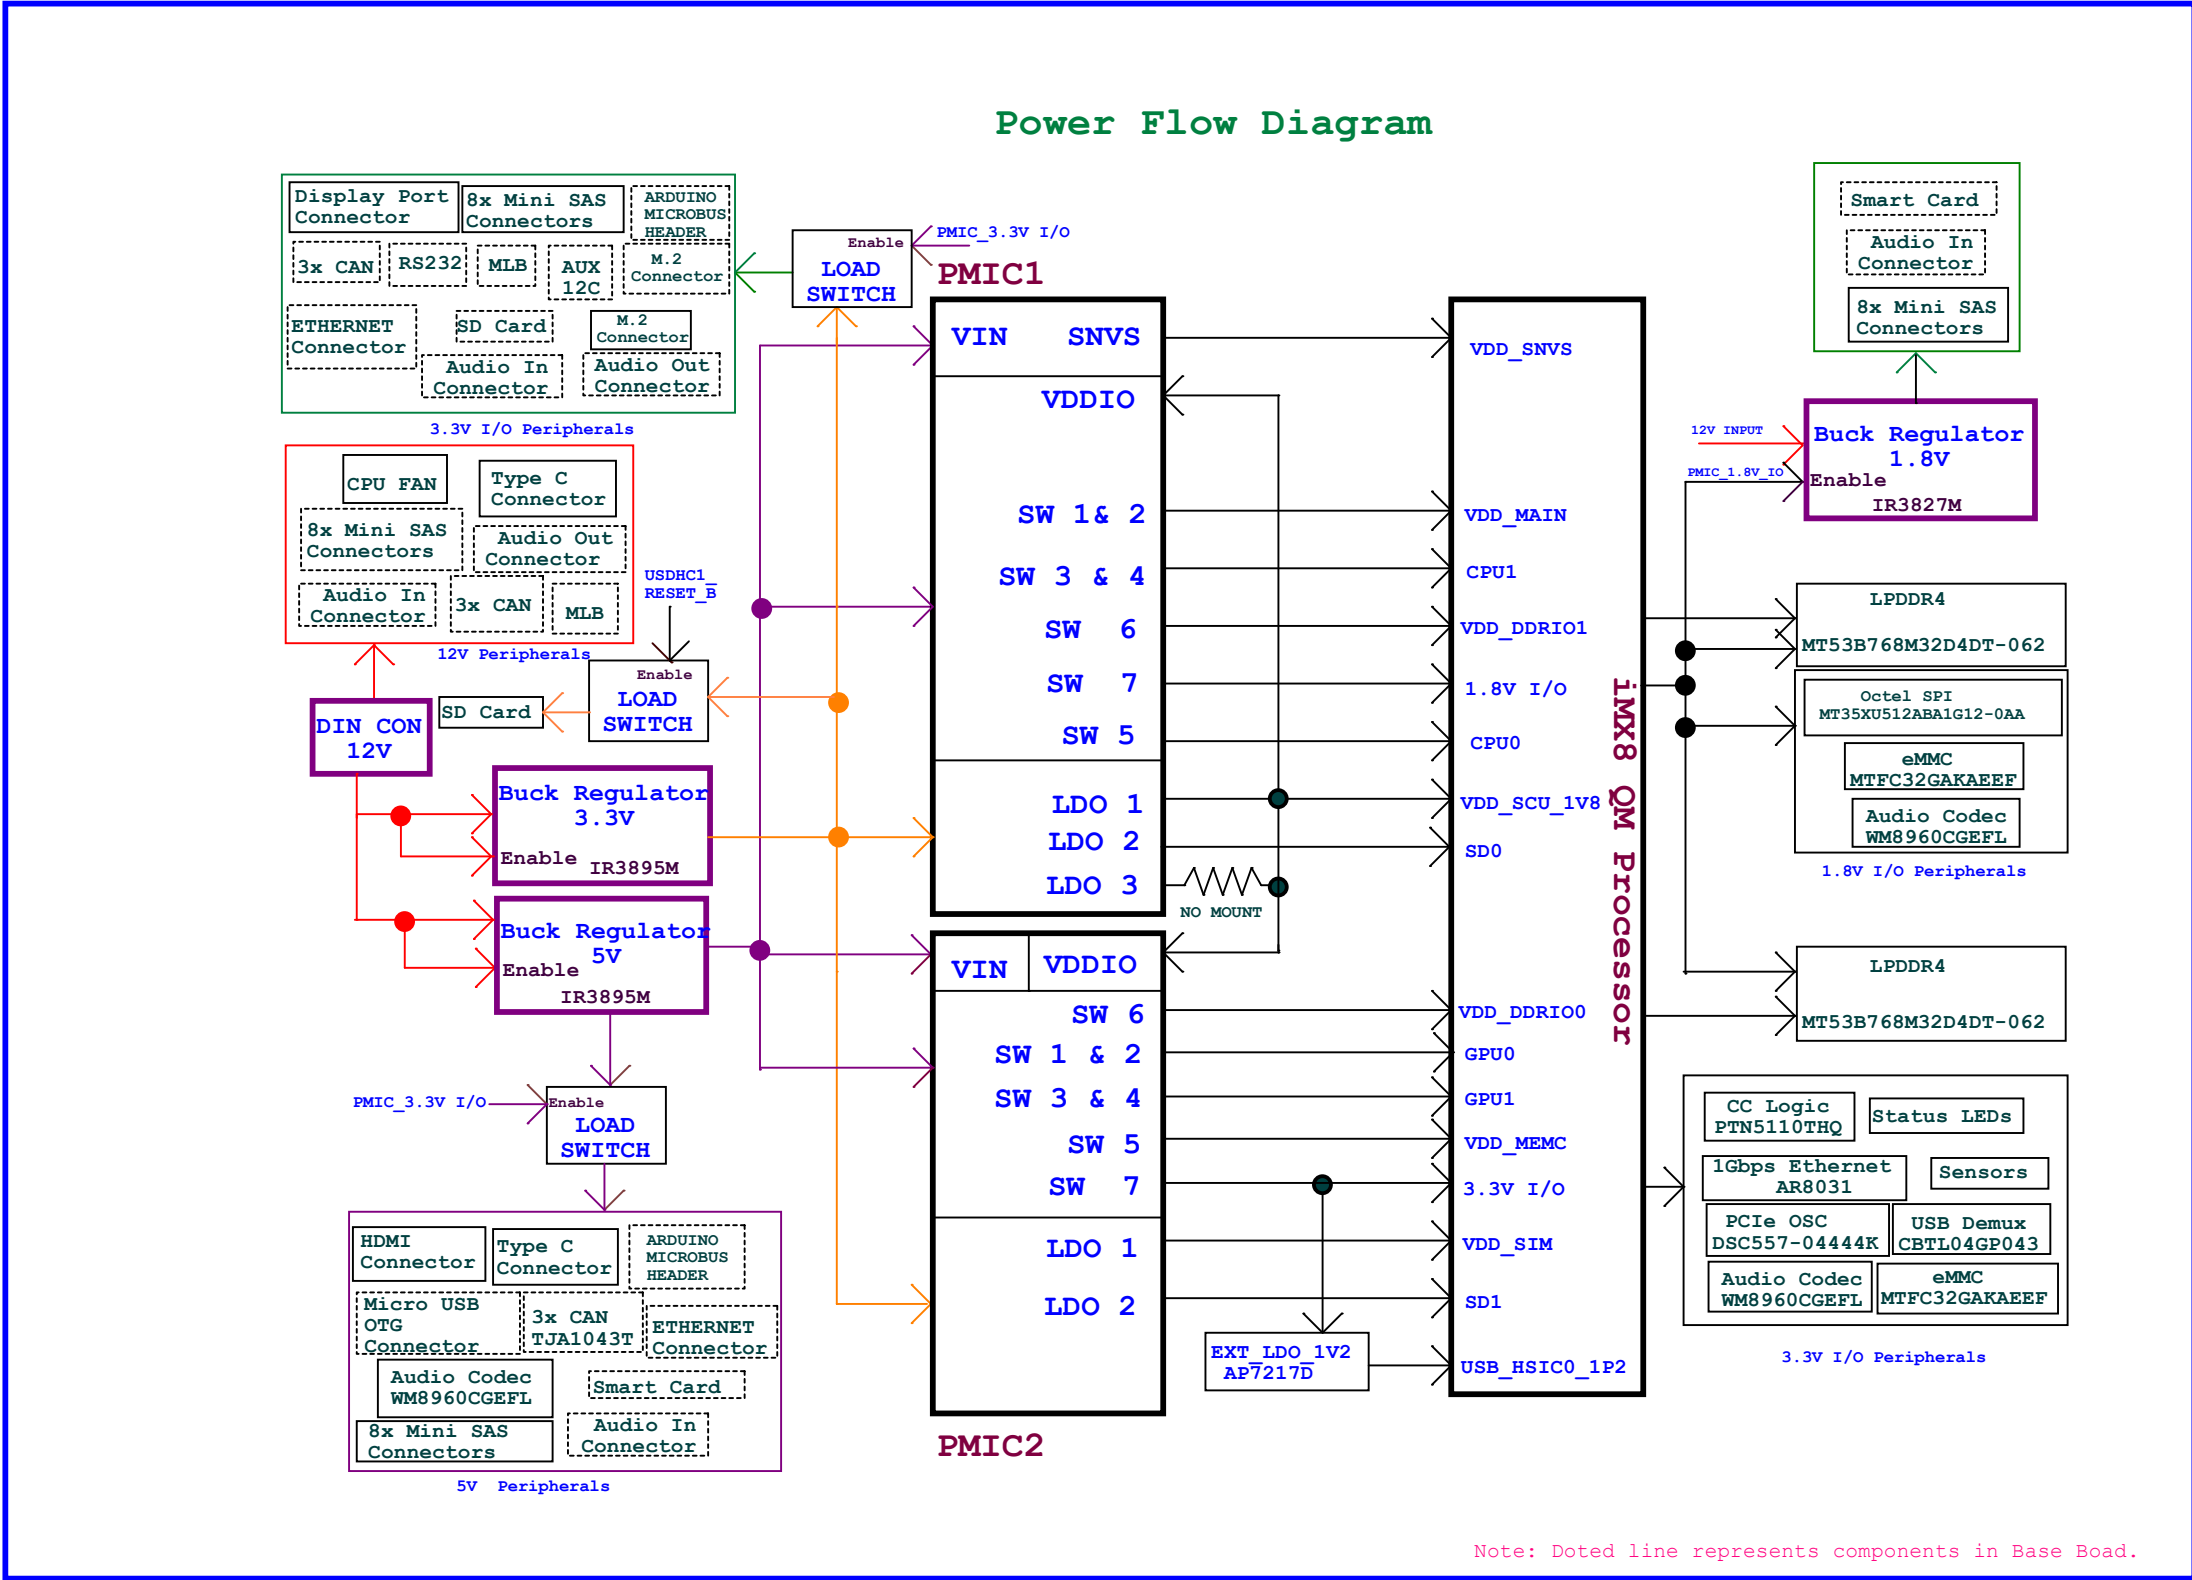 Power Flow Diagram
Display Port
Connector
8x Mini SAS
Connectors
ARDUINO
MICROBUS
HEADER
3x CAN
RS232
MLB
AUX
12C
M.2
Connector
ETHERNET
Connector
SD Card
M.2
Connector
Audio In
Connector
Audio Out
Connector
3.3V I/O Peripherals
Enable
LOAD
SWITCH
PMIC_3.3V I/O
CPU FAN
Type C
Connector
8x Mini SAS
Connectors
Audio Out
Connector
Audio In
Connector
3x CAN
MLB
12V Peripherals
USDHC1_
RESET_B
Enable
LOAD
SWITCH
SD Card
DIN CON
12V
Buck Regulator
3.3V
Enable
IR3895M
Buck Regulator
5V
Enable
IR3895M
PMIC_3.3V I/O
Enable
LOAD
SWITCH
HDMI
Connector
Type C
Connector
ARDUINO
MICROBUS
HEADER
Micro USB
OTG
Connector
3x CAN
TJA1043T
ETHERNET
Connector
Audio Codec
WM8960CGEFL
Smart Card
8x Mini SAS
Connectors
Audio In
Connector
5V Peripherals
PMIC1
VIN SNVS
VDDIO
SW 1& 2
SW 3 & 4
SW 6
SW 7
SW 5
LDO 1
LDO 2
LDO 3
NO MOUNT
VIN VDDIO
SW 6
SW 1 & 2
SW 3 & 4
SW 5
SW 7
LDO 1
LDO 2
PMIC2
EXT_LDO_1V2
AP7217D
VDD_SNVS
VDD_MAIN
CPU1
VDD_DDRIO1
1.8V I/O
CPU0
VDD_SCU_1V8
SD0
VDD_DDRIO0
GPU0
GPU1
VDD_MEMC
3.3V I/O
VDD_SIM
SD1
USB_HSIC0_1P2
iMX8 QM Processor
Smart Card
Audio In
Connector
8x Mini SAS
Connectors
12V INPUT
PMIC_1.8V_IO
Buck Regulator
1.8V
Enable
IR3827M
LPDDR4
MT53B768M32D4DT-062
Octel SPI
MT35XU512ABA1G12-0AA
eMMC
MTFC32GAKAEEF
Audio Codec
WM8960CGEFL
1.8V I/O Peripherals
LPDDR4
MT53B768M32D4DT-062
CC Logic
PTN5110THQ
Status LEDs
1Gbps Ethernet
AR8031
Sensors
PCIe OSC
DSC557-04444K
USB Demux
CBTL04GP043
Audio Codec
WM8960CGEFL
eMMC
MTFC32GAKAEEF
3.3V I/O Peripherals
Note: Doted line represents components in Base Boad.